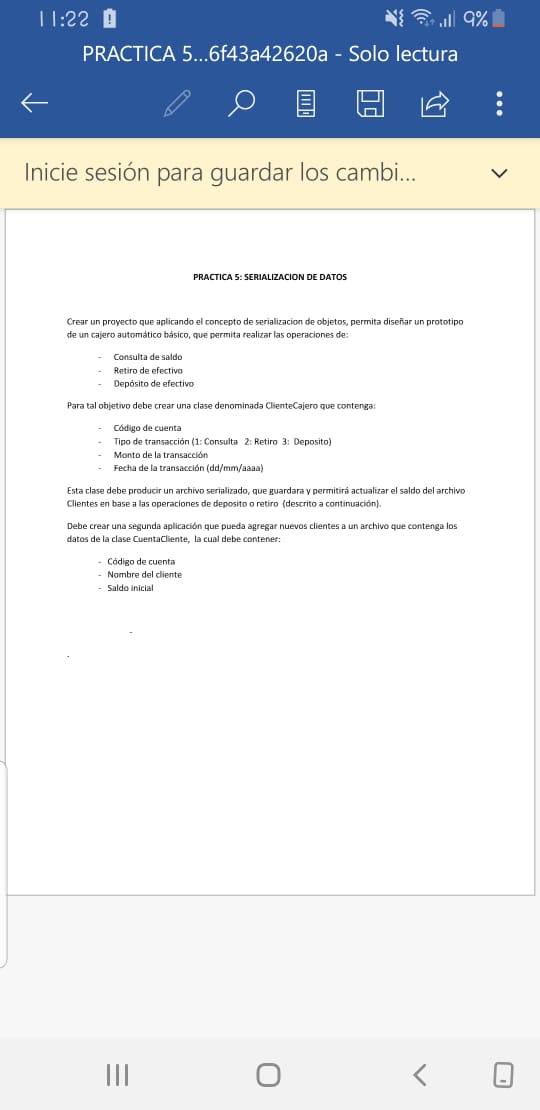 11:22 9%
PRACTICA 5...6f43a42620a - Solo lectura
Inicie sesión para guardar los cambi...
PRACTICA 5: SERIALIZACION DE DATOS
Crear un proyecto que aplicando el concepto de serializacion de objetos, permita diseñar un prototipo
de un cajero automático básico, que permita realizar las operaciones de:
- Consulta de saldo
- Retiro de efectivo
- Depósito de efectivo
Para tal objetivo debe crear una clase denominada ClienteCajero que contenga:
- Código de cuenta
- Tipo de transacción (1: Consulta 2: Retiro 3: Deposito)
- Monto de la transacción
- Fecha de la transacción (dd/mm/aaaa)
Esta clase debe producir un archivo serializado, que guardara y permitirá actualizar el saldo del archivo
Clientes en base a las operaciones de deposito o retiro (descrito a continuación).
Debe crear una segunda aplicación que pueda agregar nuevos clientes a un archivo que contenga los
datos de la clase CuentaCliente, la cual debe contener:
- Código de cuenta
- Nombre del cliente
- Saldo inicial
-
.